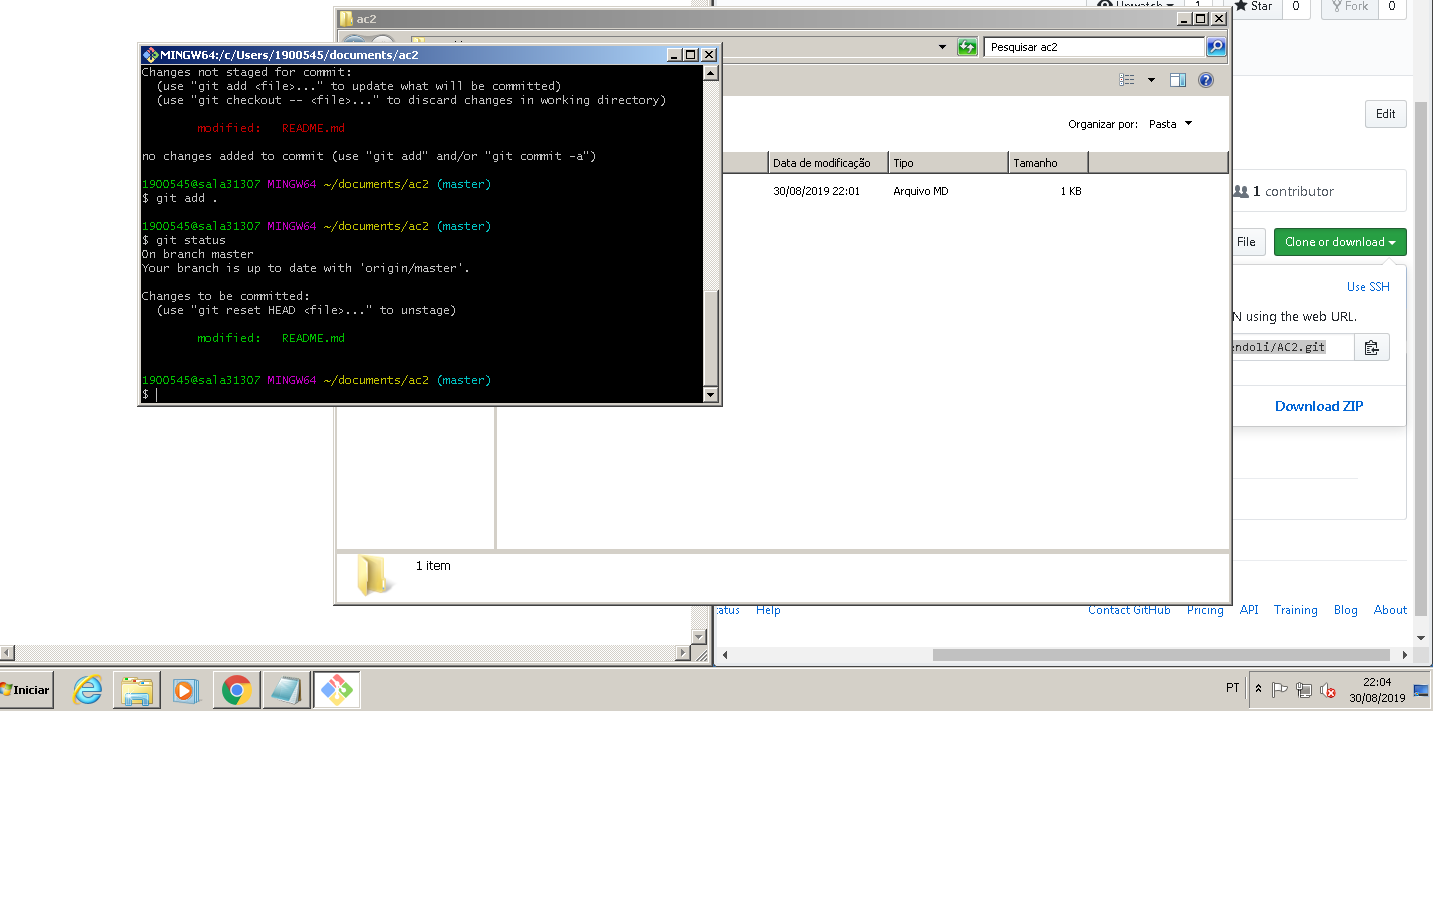 Unwatch 1 Star 0 Fork 0
ac2
Pesquisar ac2
MINGW64:/c/Users/1900545/documents/ac2
Changes not staged for commit:
(use "git add <file>..." to update what will be committed)
(use "git checkout -- <file>..." to discard changes in working directory)
modified: README.md
no changes added to commit (use "git add" and/or "git commit -a")
1900545@sala31307 MINGW64 ~/documents/ac2 (master)
$ git add .
1900545@sala31307 MINGW64 ~/documents/ac2 (master)
$ git status
On branch master
Your branch is up to date with 'origin/master'.
Changes to be committed:
(use "git reset HEAD <file>..." to unstage)
modified: README.md
1900545@sala31307 MINGW64 ~/documents/ac2 (master)
$
Organizar por: Pasta
Data de modificação Tipo Tamanho
30/08/2019 22:01 Arquivo MD 1 KB
1 item
Edit
1 contributor
File Clone or download
Use SSH
N using the web URL.
endoli/AC2.git
Download ZIP
tatus Help Contact GitHub Pricing API Training Blog About
Iniciar
PT
22:04
30/08/2019